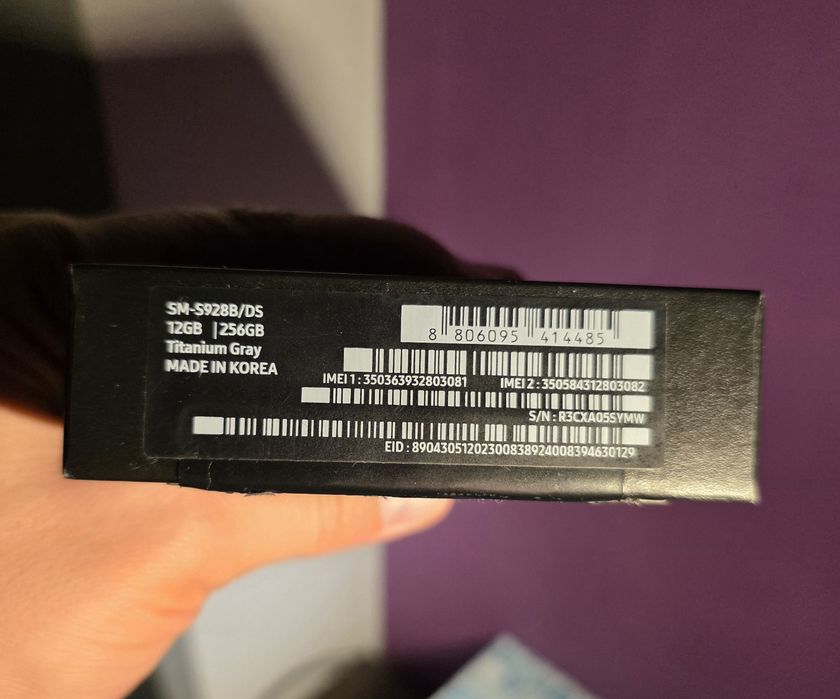 SM-S928B/DS
12GB | 256GB
Titanium Gray
MADE IN KOREA
8 806095 414485
IMEI 1 : 350363932803081 IMEI 2 : 350584312803082
S/N : R3CXA05SYMW
EID : 89043051202300838924008394630129